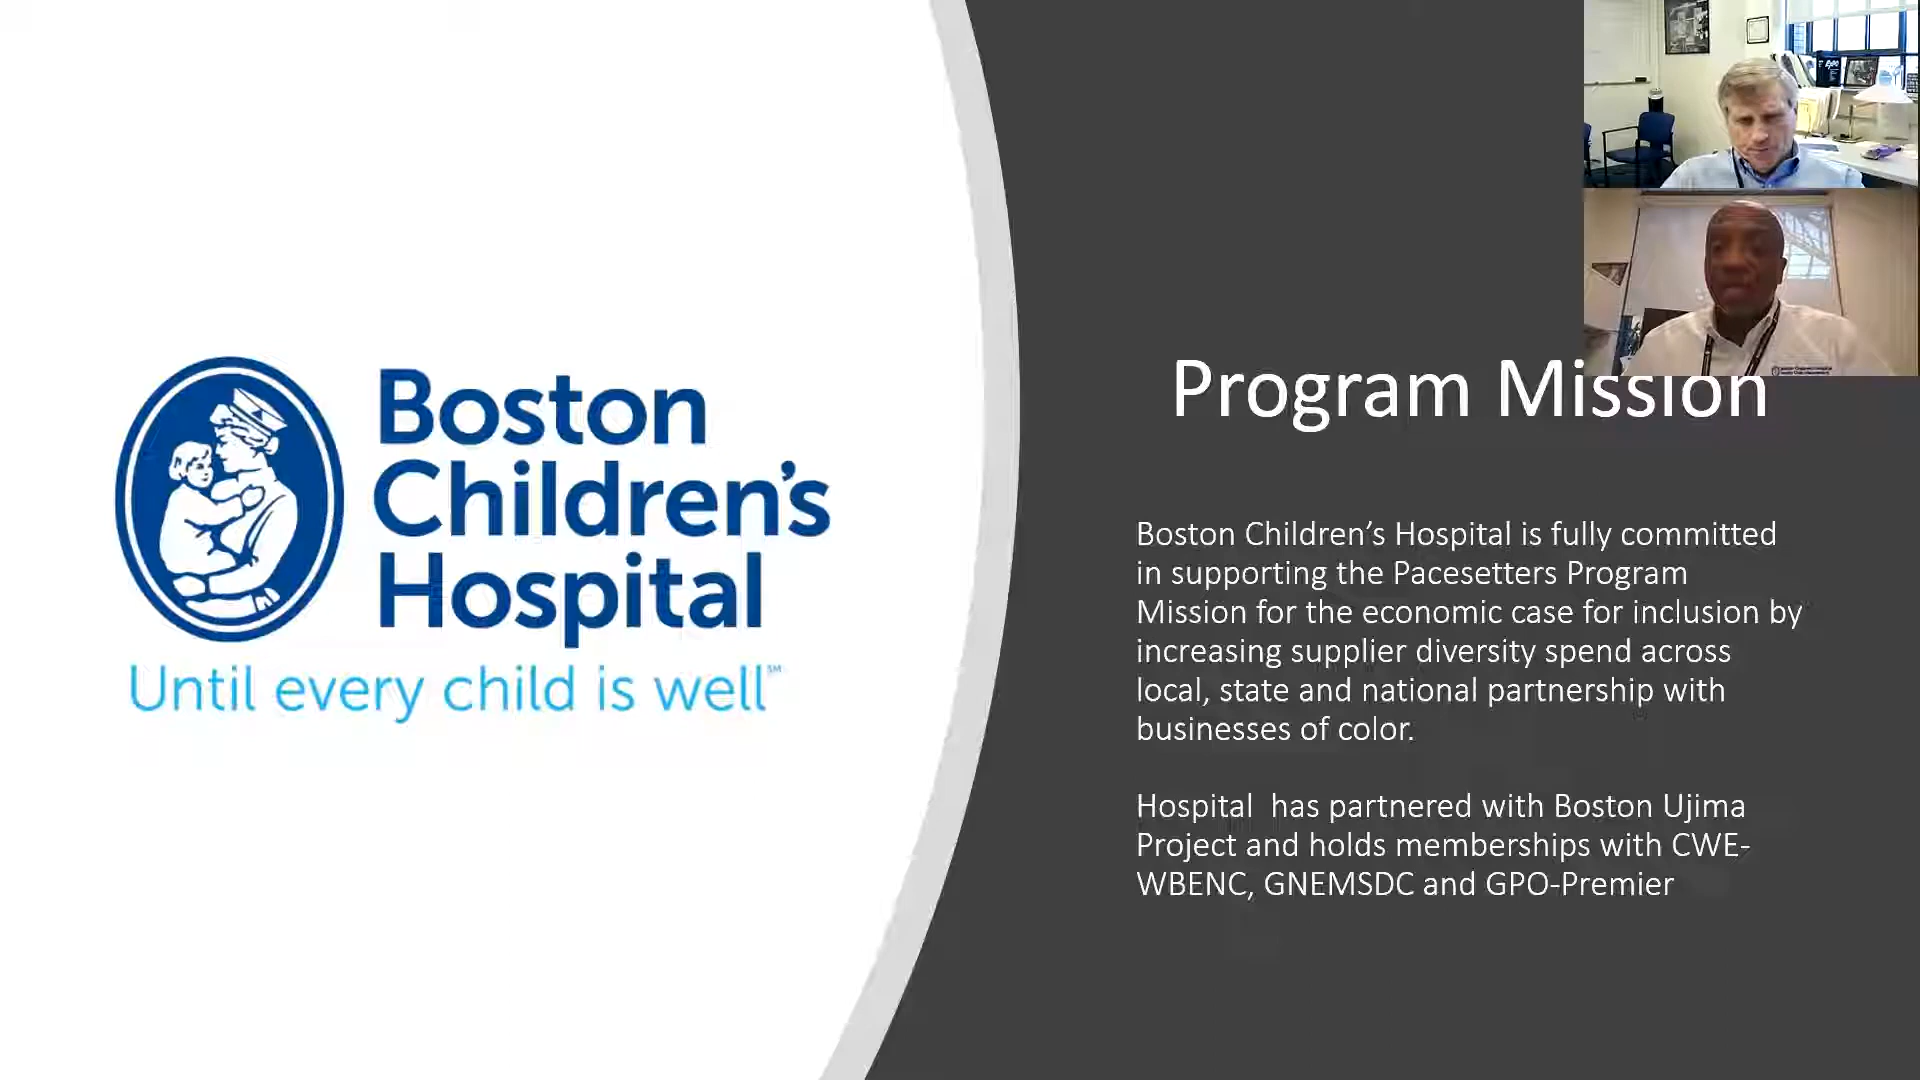 Boston
Children's
Hospital
Until every child is well℠
Program Mission
Boston Children’s Hospital is fully committed
in supporting the Pacesetters Program
Mission for the economic case for inclusion by
increasing supplier diversity spend across
local, state and national partnership with
businesses of color.
Hospital has partnered with Boston Ujima
Project and holds memberships with CWE-
WBENC, GNEMSDC and GPO-Premier